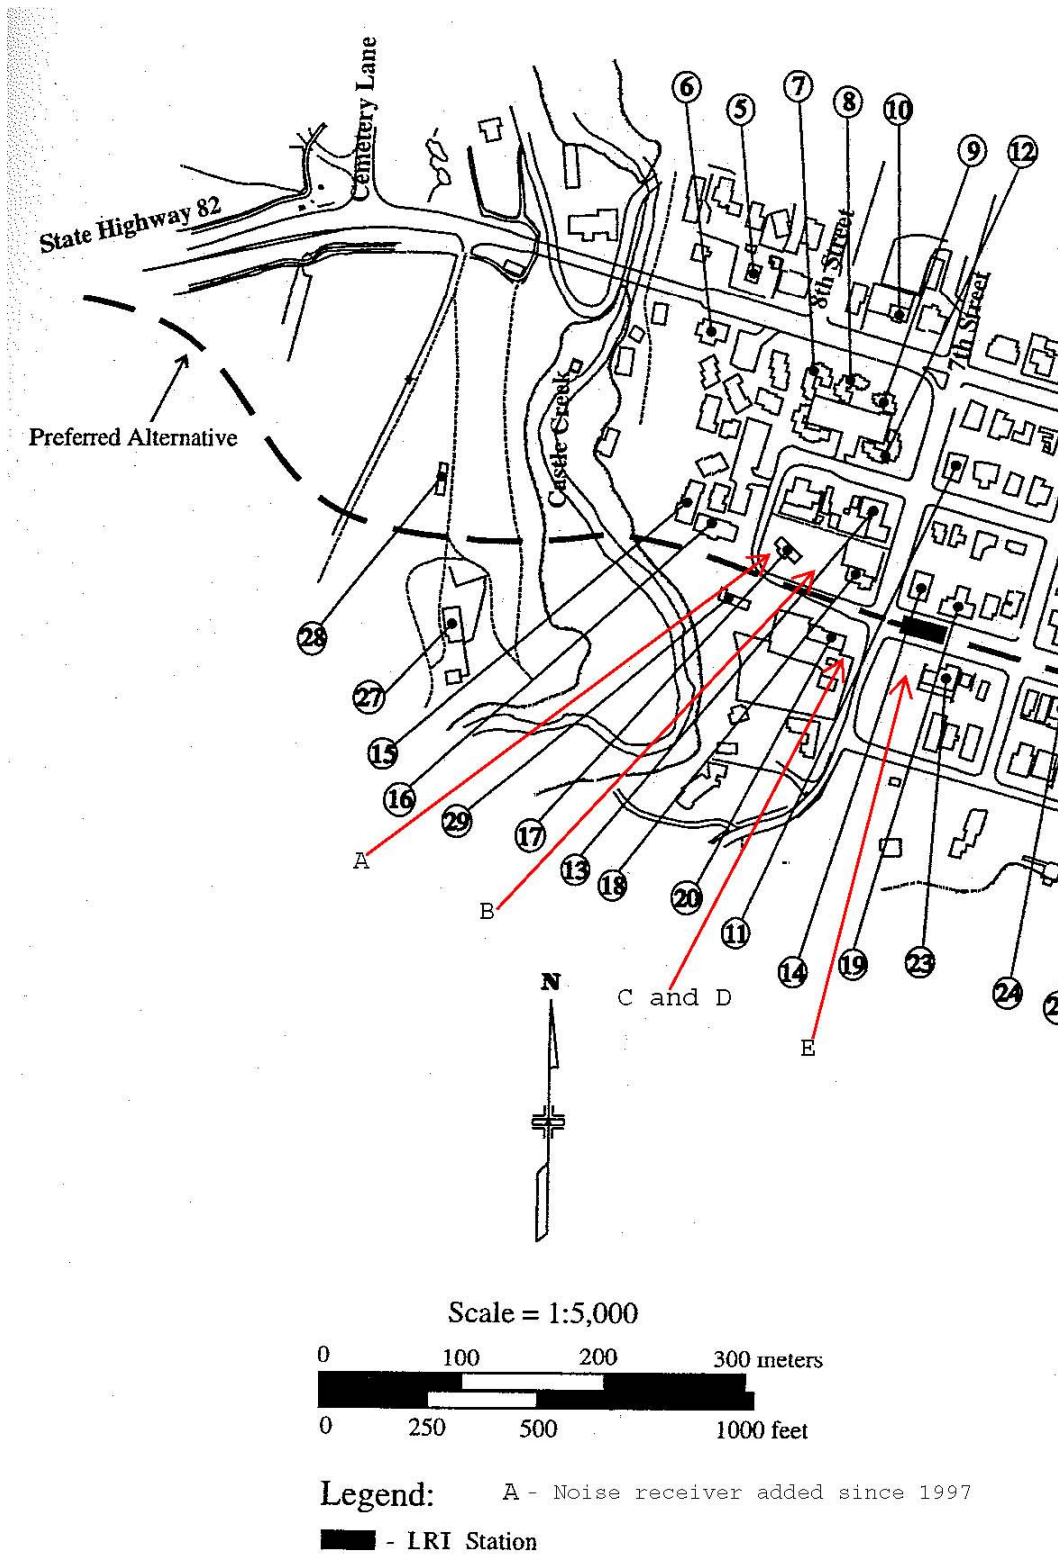 Cemetery Lane
State Highway 82
6
5
7
8
10
9
12
8th Street
7th Street
Castle Creek
Preferred Alternative
28
27
15
16
29
17
13
18
20
11
14
19
23
24
A
B
C and D
E
N
Scale = 1:5,000
0 100 200 300 meters
0 250 500 1000 feet
Legend: A - Noise receiver added since 1997
- LRT Station